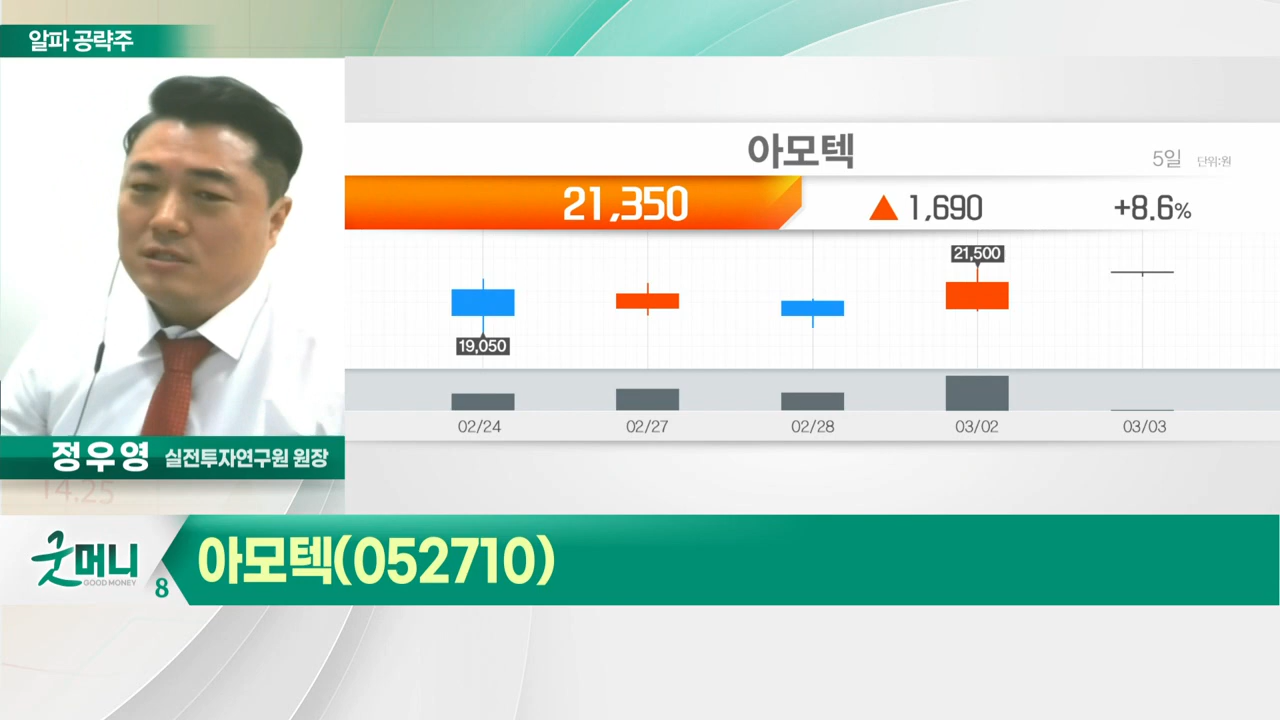 알파 공략주
아모텍
5일 단위:원
21,350 ▲ 1,690 +8.6%
21,500
19,050
02/24 02/27 02/28 03/02 03/03
정우영 실전투자연구원 원장
14.25
굿머니
GOOD MONEY
8
아모텍(052710)